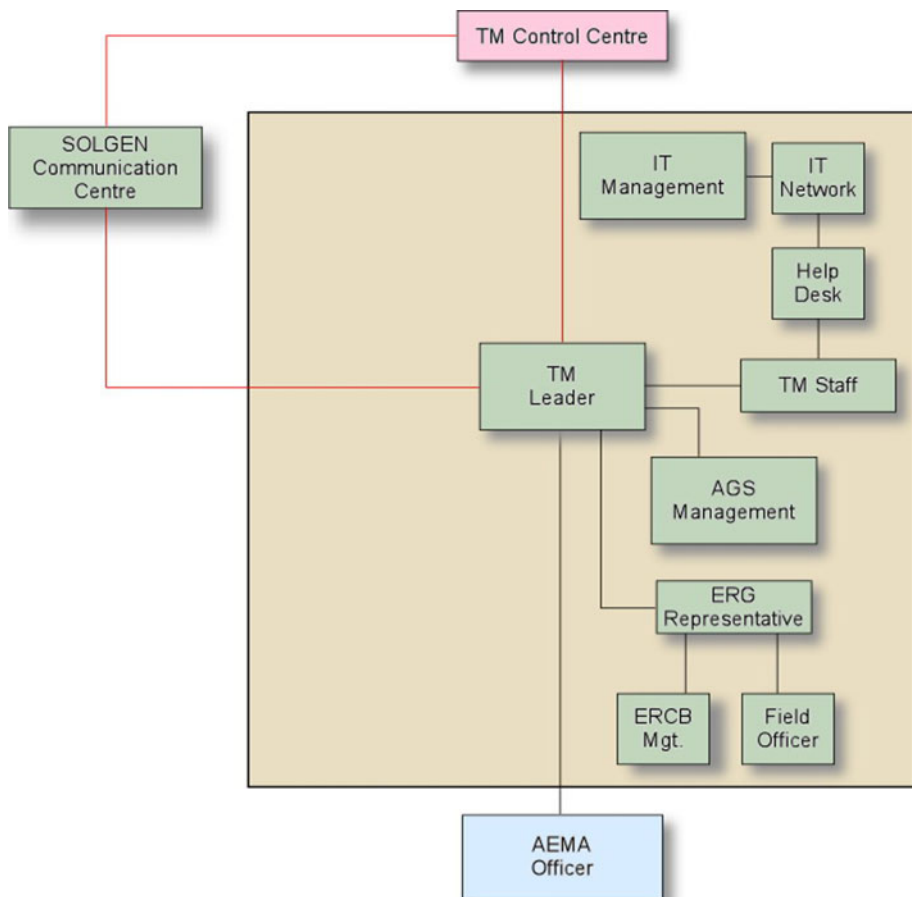 TM Control Centre
SOLGEN
Communication
Centre
IT
Management
IT
Network
Help
Desk
TM
Leader
TM Staff
AGS
Management
ERG
Representative
ERCB
Mgt.
Field
Officer
AEMA
Officer